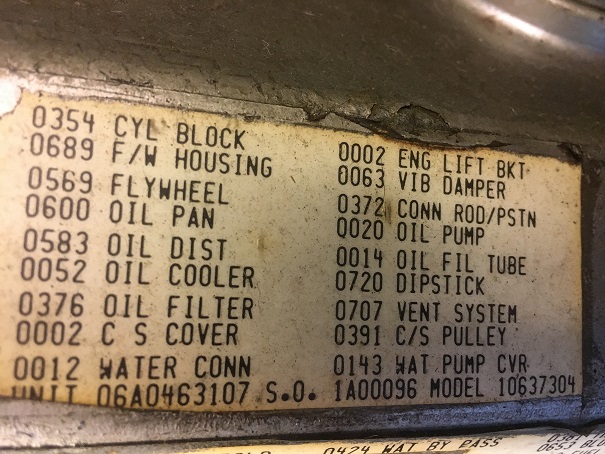 0354 CYL BLOCK
0689 F/W HOUSING
0569 FLYWHEEL
0600 OIL PAN
0583 OIL DIST
0052 OIL COOLER
0376 OIL FILTER
0002 C S COVER
0012 WATER CONN
0002 ENG LIFT BKT
0063 VIB DAMPER
0372 CONN ROD/PSTN
0020 OIL PUMP
0014 OIL FIL TUBE
0720 DIPSTICK
0707 VENT SYSTEM
0391 C/S PULLEY
0143 WAT PUMP CVR
UNIT 06A0463107 S.O. 1A00096 MODEL 10637304
0424 WAT BY PASS